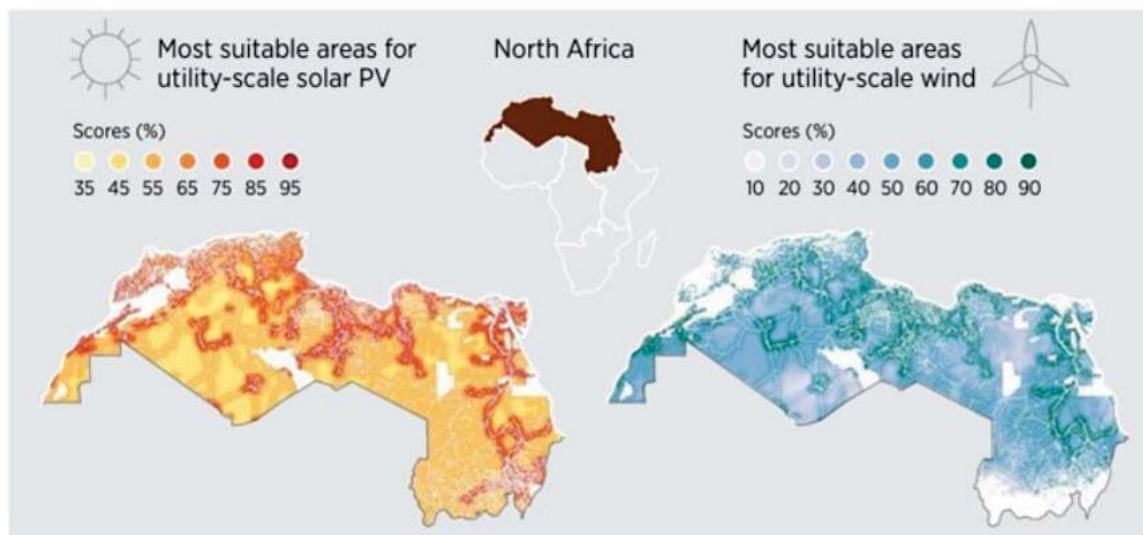 Most suitable areas for
utility-scale solar PV
Scores (%)
35 45 55 65 75 85 95
North Africa
Most suitable areas
for utility-scale wind
Scores (%)
10 20 30 40 50 60 70 80 90